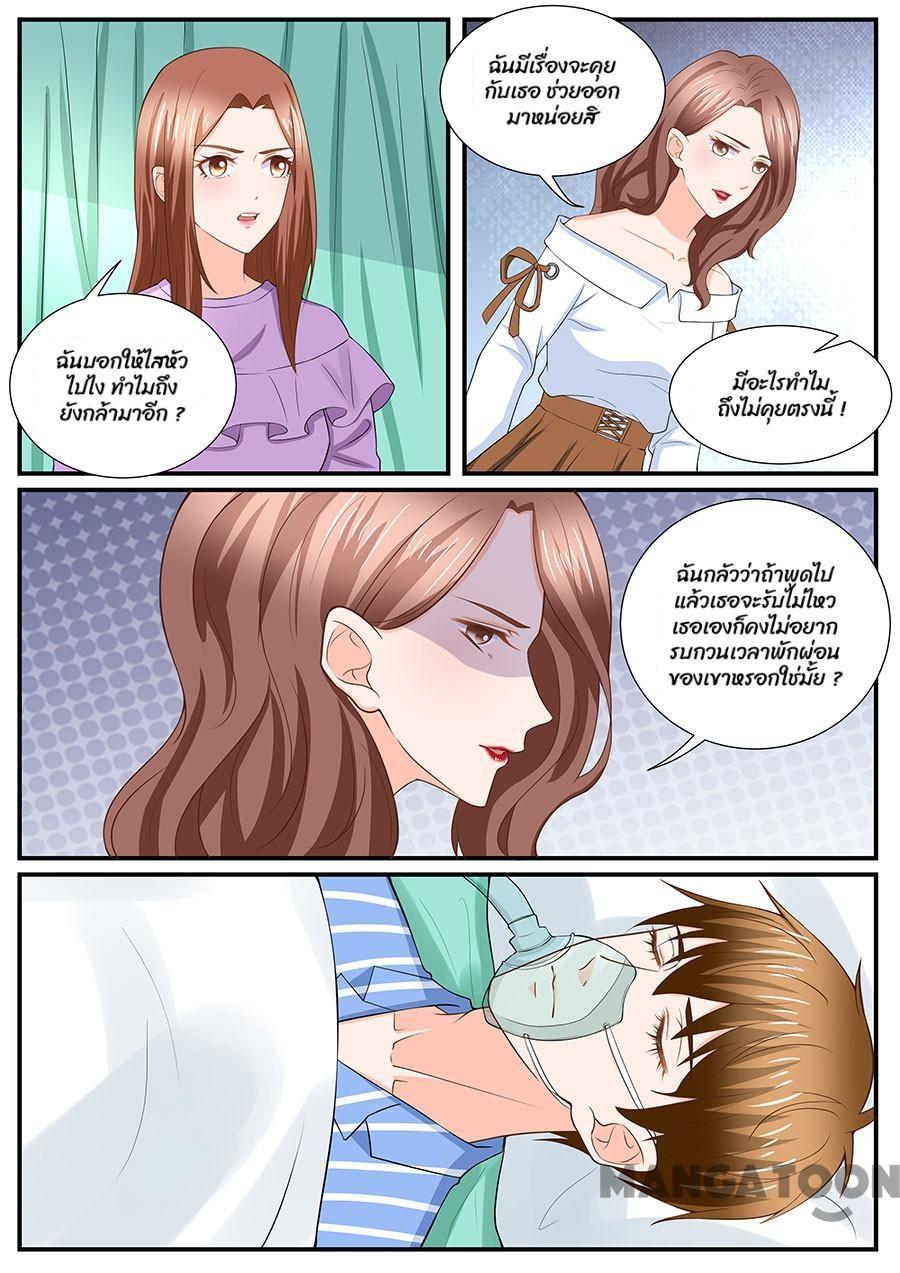 ฉันบอกให้ไสหัว
ไปไง ทำไมถึง
ยังกล้ามาอีก ?
ฉันมีเรื่องจะคุย
กับเธอ ช่วยออก
มาหน่อยสิ
มีอะไรทำไม
ถึงไม่คุยตรงนี้ !
ฉันกลัวว่าถ้าพูดไป
แล้วเธอจะรับไม่ไหว
เธอเองก็คงไม่อยาก
รบกวนเวลาพักผ่อน
ของเขาหรอกใช่มั้ย ?
MANGATOON